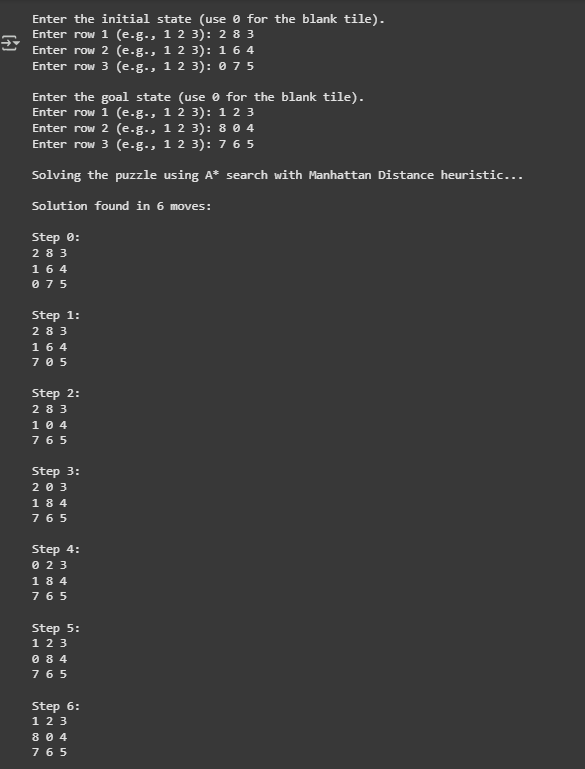 Enter the initial state (use 0 for the blank tile).
Enter row 1 (e.g., 1 2 3): 2 8 3
Enter row 2 (e.g., 1 2 3): 1 6 4
Enter row 3 (e.g., 1 2 3): 0 7 5

Enter the goal state (use 0 for the blank tile).
Enter row 1 (e.g., 1 2 3): 1 2 3
Enter row 2 (e.g., 1 2 3): 8 0 4
Enter row 3 (e.g., 1 2 3): 7 6 5

Solving the puzzle using A* search with Manhattan Distance heuristic...

Solution found in 6 moves:

Step 0:
2 8 3
1 6 4
0 7 5

Step 1:
2 8 3
1 6 4
7 0 5

Step 2:
2 8 3
1 0 4
7 6 5

Step 3:
2 0 3
1 8 4
7 6 5

Step 4:
0 2 3
1 8 4
7 6 5

Step 5:
1 2 3
0 8 4
7 6 5

Step 6:
1 2 3
8 0 4
7 6 5